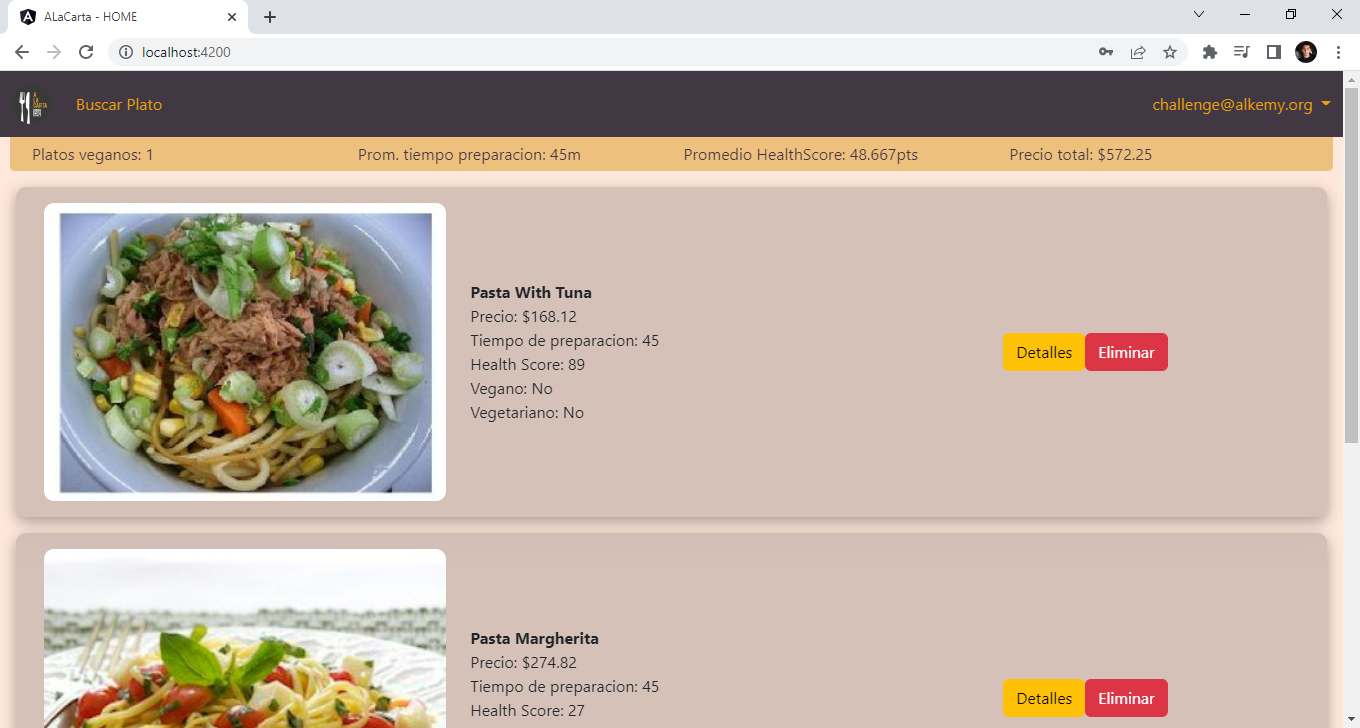 ALaCarta - HOME
localhost:4200
A
LA
CARTA
Buscar Plato
challenge@alkemy.org
Platos veganos: 1
Prom. tiempo preparacion: 45m
Promedio HealthScore: 48.667pts
Precio total: $572.25
Pasta With Tuna
Precio: $168.12
Tiempo de preparacion: 45
Health Score: 89
Vegano: No
Vegetariano: No
Detalles
Eliminar
Pasta Margherita
Precio: $274.82
Tiempo de preparacion: 45
Health Score: 27
Detalles
Eliminar